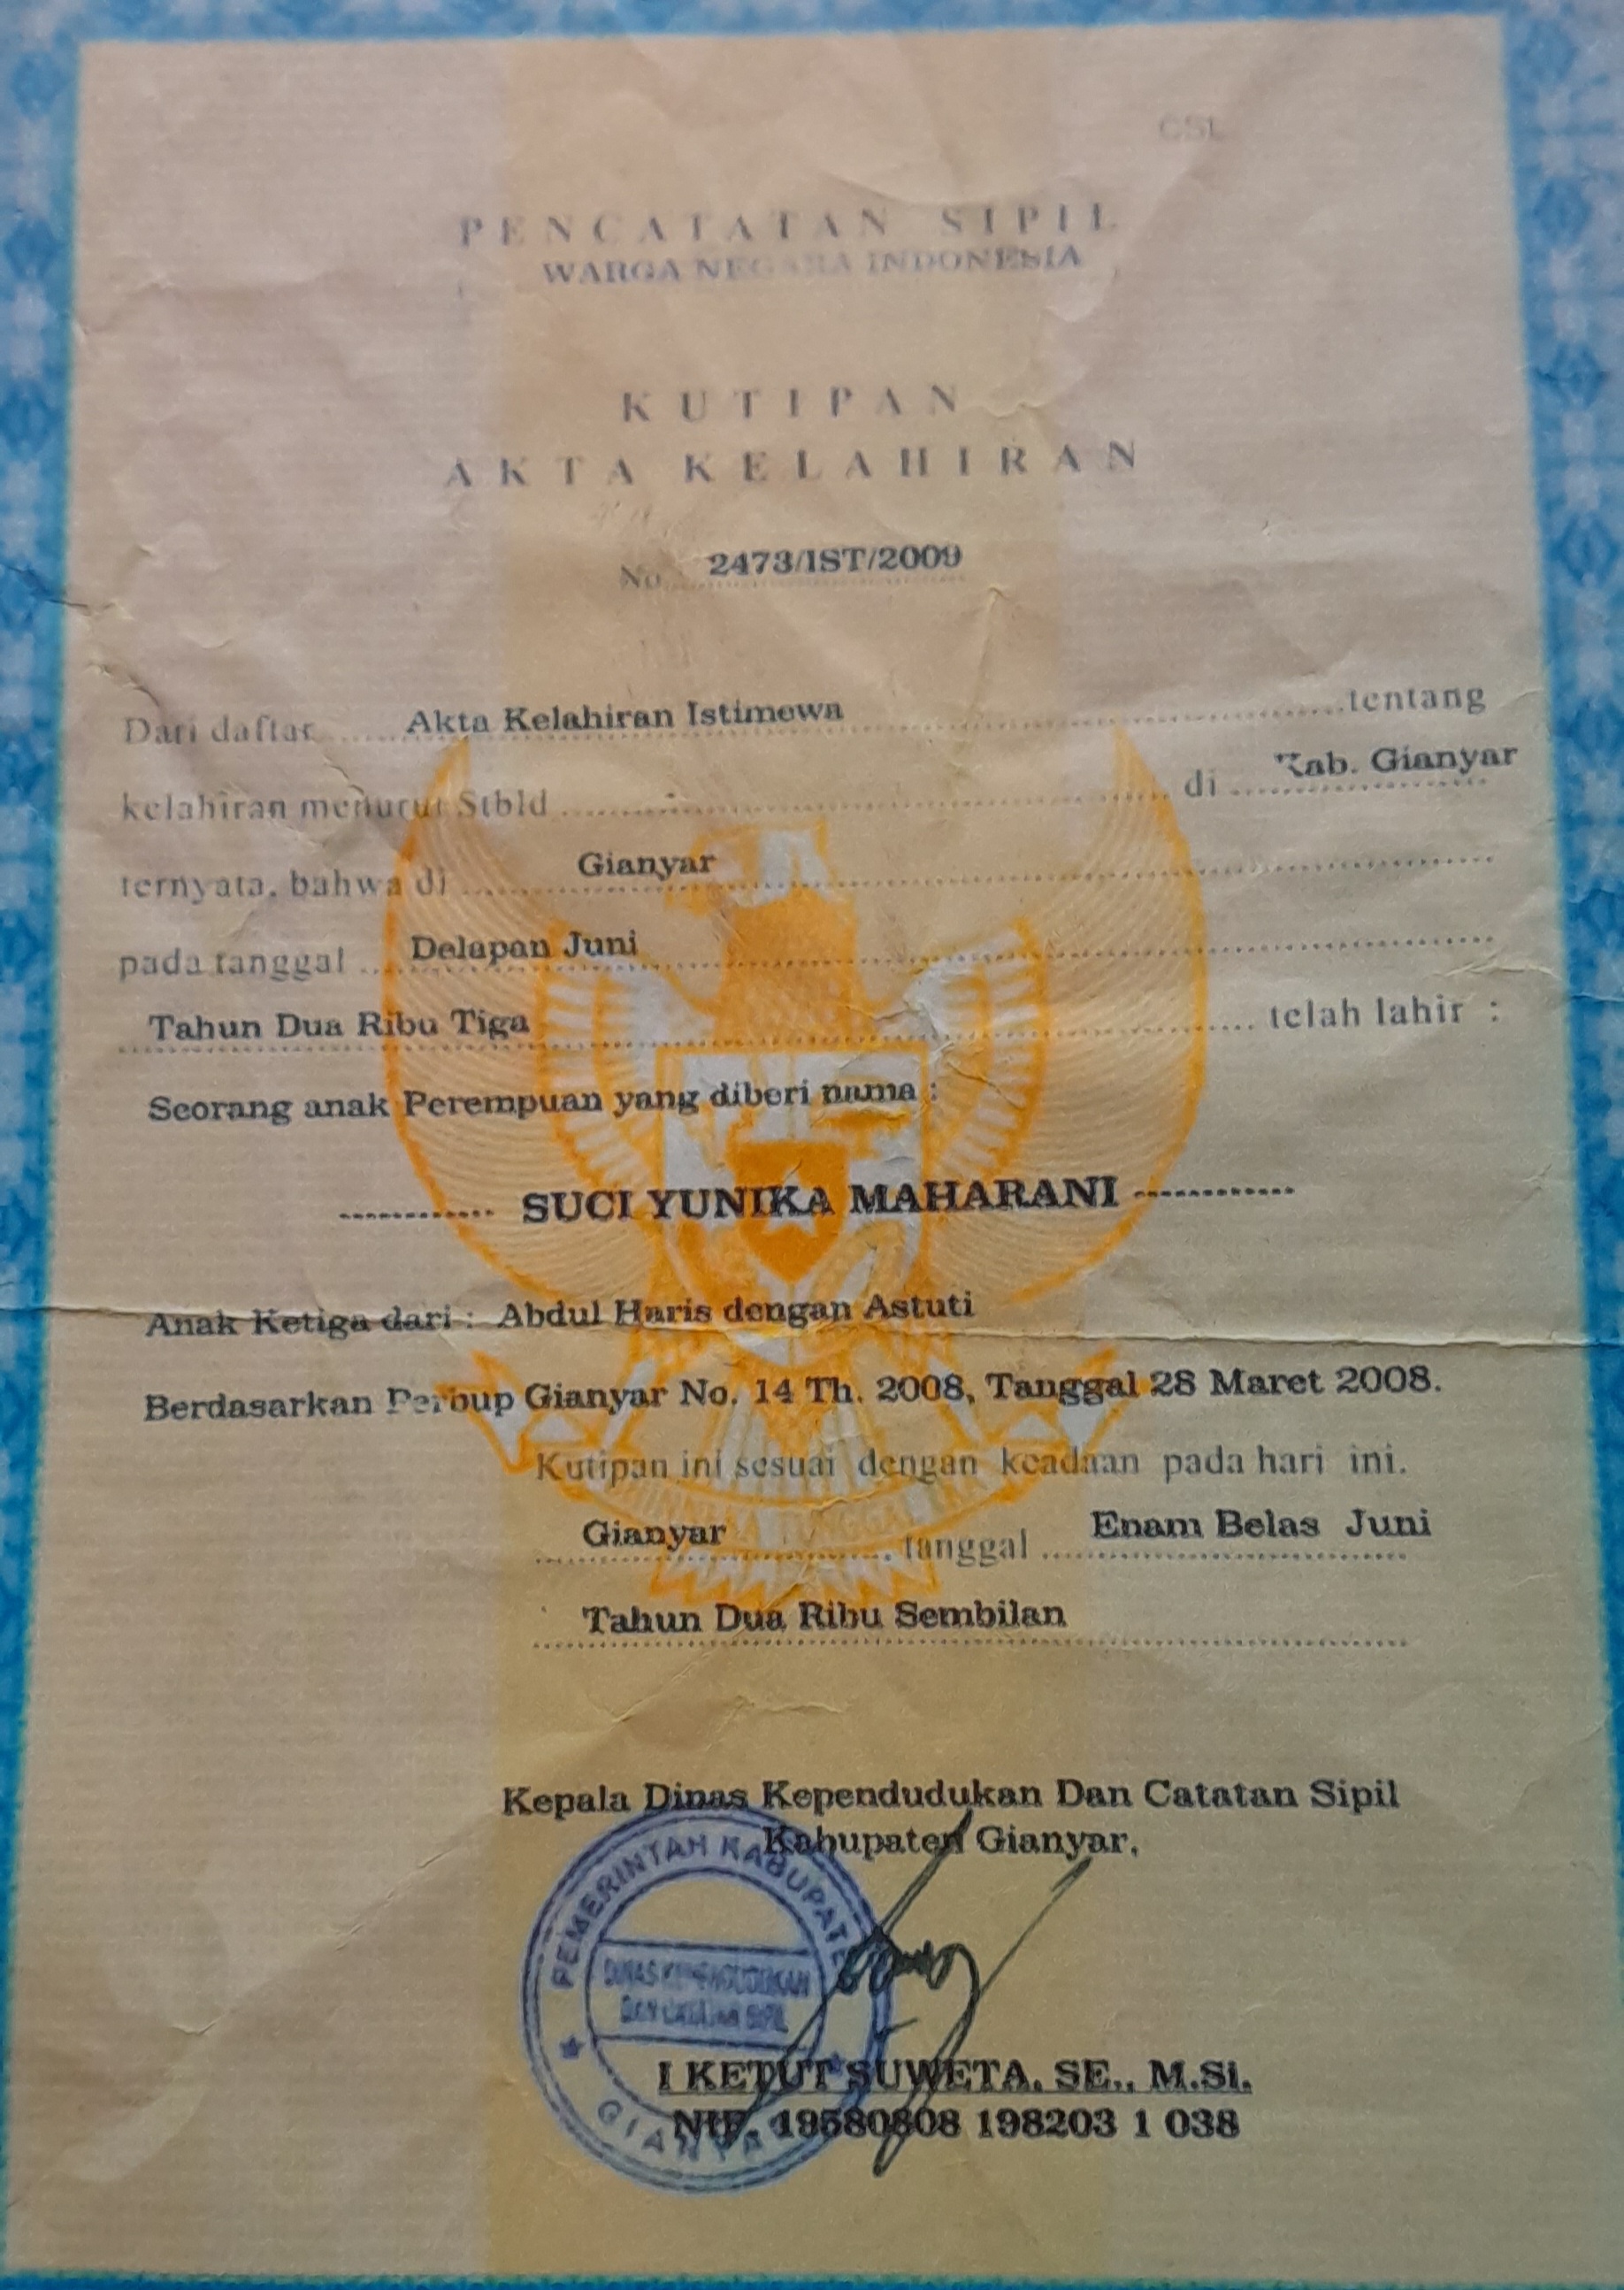 CSL
PENCATATAN SIPIL
WARGA NEGARA INDONESIA
KUTIPAN
AKTA KELAHIRAN
No. 2473/IST/2009
Dari daftar Akta Kelahiran Istimewa tentang
kelahiran menurut Stbld - di Kab. Gianyar
ternyata, bahwa di Gianyar
pada tanggal Delapan Juni
Tahun Dua Ribu Tiga telah lahir :
Seorang anak Perempuan yang diberi nama :
------------ SUCI YUNIKA MAHARANI ------------
Anak Ketiga dari : Abdul Haris dengan Astuti
Berdasarkan Perbup Gianyar No. 14 Th. 2008, Tanggal 28 Maret 2008.
Kutipan ini sesuai dengan keadaan pada hari ini.
Gianyar, tanggal Enam Belas Juni
Tahun Dua Ribu Sembilan
Kepala Dinas Kependudukan Dan Catatan Sipil
Kabupaten Gianyar,
PEMERINTAH KABUPATEN
DINAS KEPENDUDUKAN
DAN CATATAN SIPIL
GIANYAR
I KETUT SUWETA, SE., M.Si.
NIP. 19580808 198203 1 038